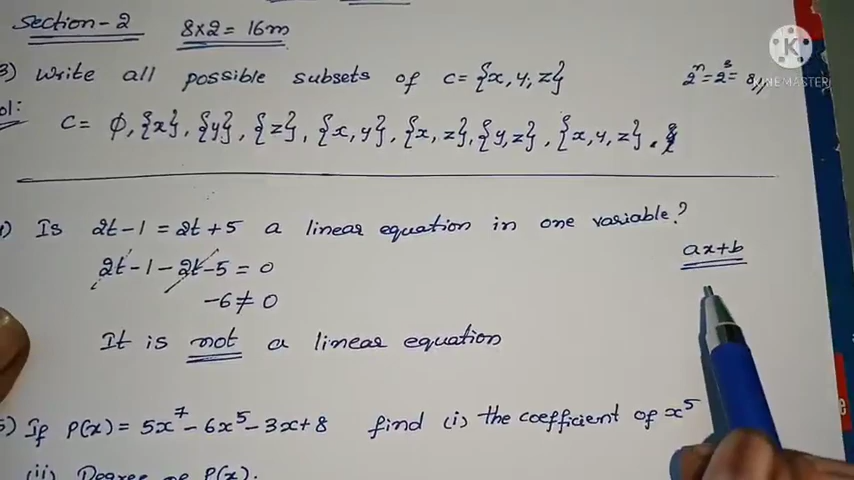 Section-2 8x2 = 16m
3) Write all possible subsets of C= {x, y, z} 2ⁿ=2³= 8//
ol:
C= ϕ, {x}, {y}, {z}, {x, y}, {x, z}, {y, z}, {x, y, z}.
) Is 2t-1 = 2t+5 a linear equation in one variable?
ax+b
2t-1-2t-5 = 0
-6 ≠ 0
It is not a linear equation
5) If P(x) = 5x⁷-6x⁵-3x+8 find (i) the coefficient of x⁵
(ii) Degree of P(x).
K
KINEMASTER